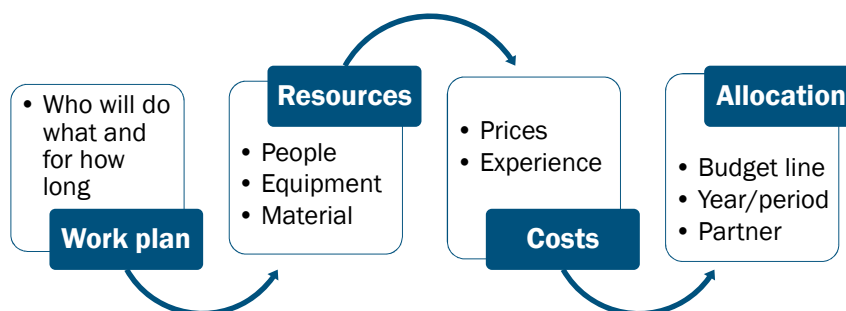 • Who will do
what and
for how
long
Work plan
Resources
• People
• Equipment
• Material
• Prices
• Experience
Costs
Allocation
• Budget line
• Year/period
• Partner